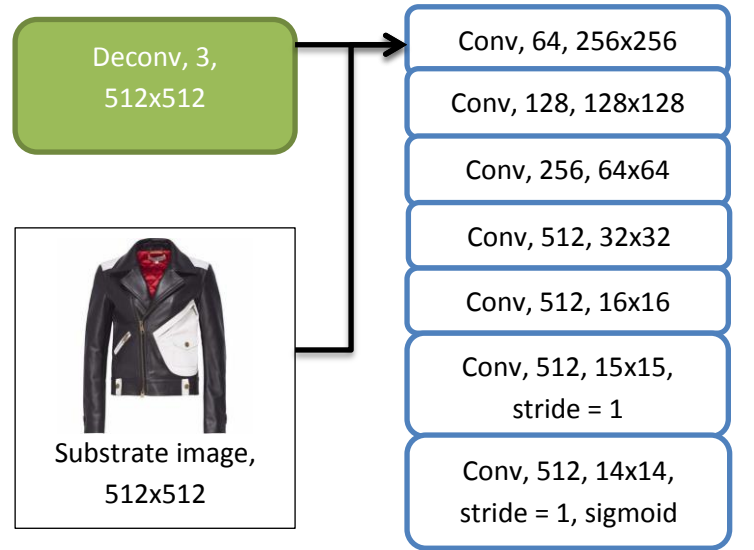 Deconv, 3,
512x512
Substrate image,
512x512
Conv, 64, 256x256
Conv, 128, 128x128
Conv, 256, 64x64
Conv, 512, 32x32
Conv, 512, 16x16
Conv, 512, 15x15,
stride = 1
Conv, 512, 14x14,
stride = 1, sigmoid